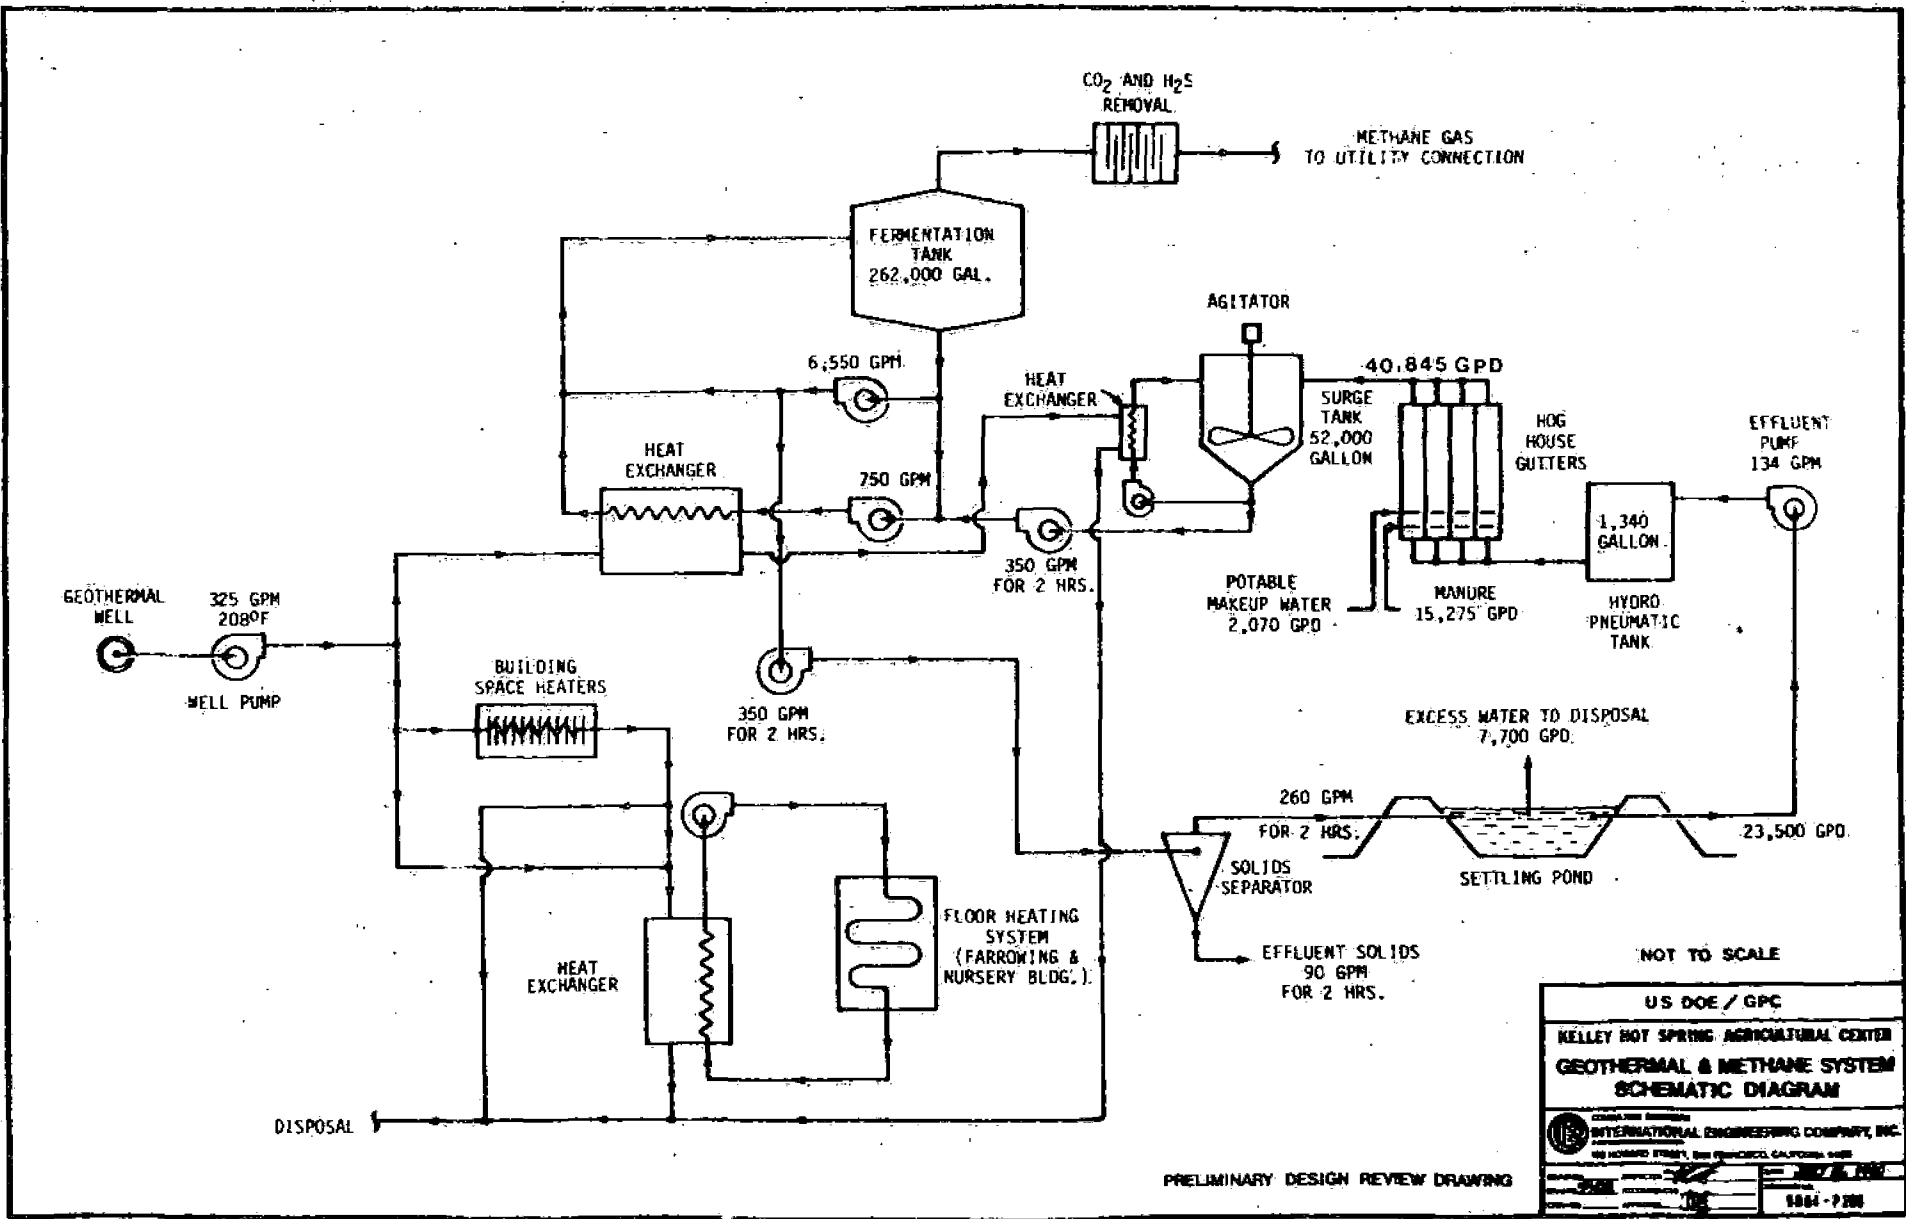 CO2 AND H2S
REMOVAL
METHANE GAS
TO UTILITY CONNECTION
FERMENTATION
TANK
262,000 GAL.
AGITATOR
6,550 GPM
HEAT
EXCHANGER
40,845 GPD
SURGE
TANK
52,000
GALLON
HOG
HOUSE
GUTTERS
EFFLUENT
PUMP
134 GPM
HEAT
EXCHANGER
750 GPM
1,340
GALLON
350 GPM
FOR 2 HRS.
POTABLE
MAKEUP WATER
2,070 GPD
MANURE
15,275 GPD
HYDRO
PNEUMATIC
TANK
GEOTHERMAL
WELL
325 GPM
208°F
WELL PUMP
BUILDING
SPACE HEATERS
350 GPM
FOR 2 HRS.
EXCESS WATER TO DISPOSAL
7,700 GPD
260 GPM
FOR 2 HRS.
23,500 GPD
SETTLING POND
SOLIDS
SEPARATOR
FLOOR HEATING
SYSTEM
(FARROWING &
NURSERY BLDG.)
HEAT
EXCHANGER
EFFLUENT SOLIDS
90 GPM
FOR 2 HRS.
NOT TO SCALE
DISPOSAL
PRELIMINARY DESIGN REVIEW DRAWING
US DOE / GPC
KELLEY HOT SPRING AGRICULTURAL CENTER
GEOTHERMAL & METHANE SYSTEM
SCHEMATIC DIAGRAM
INTERNATIONAL ENGINEERING COMPANY, INC.
HOWARD STREET, SAN FRANCISCO, CALIFORNIA